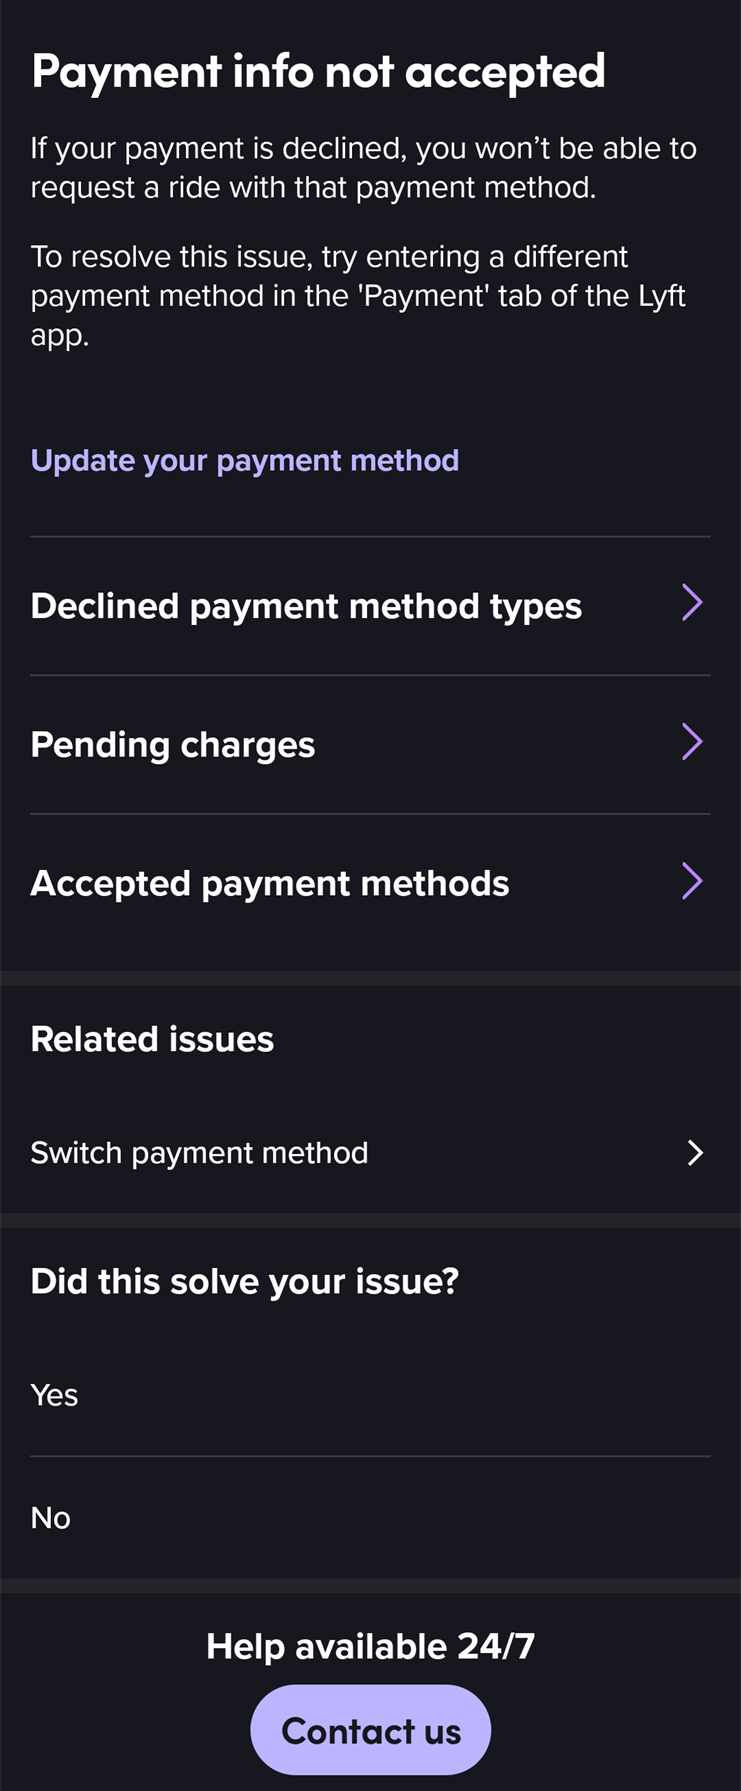 Payment info not accepted
If your payment is declined, you won’t be able to
request a ride with that payment method.
To resolve this issue, try entering a different
payment method in the 'Payment' tab of the Lyft
app.
Update your payment method
Declined payment method types
Pending charges
Accepted payment methods
Related issues
Switch payment method
Did this solve your issue?
Yes
No
Help available 24/7
Contact us